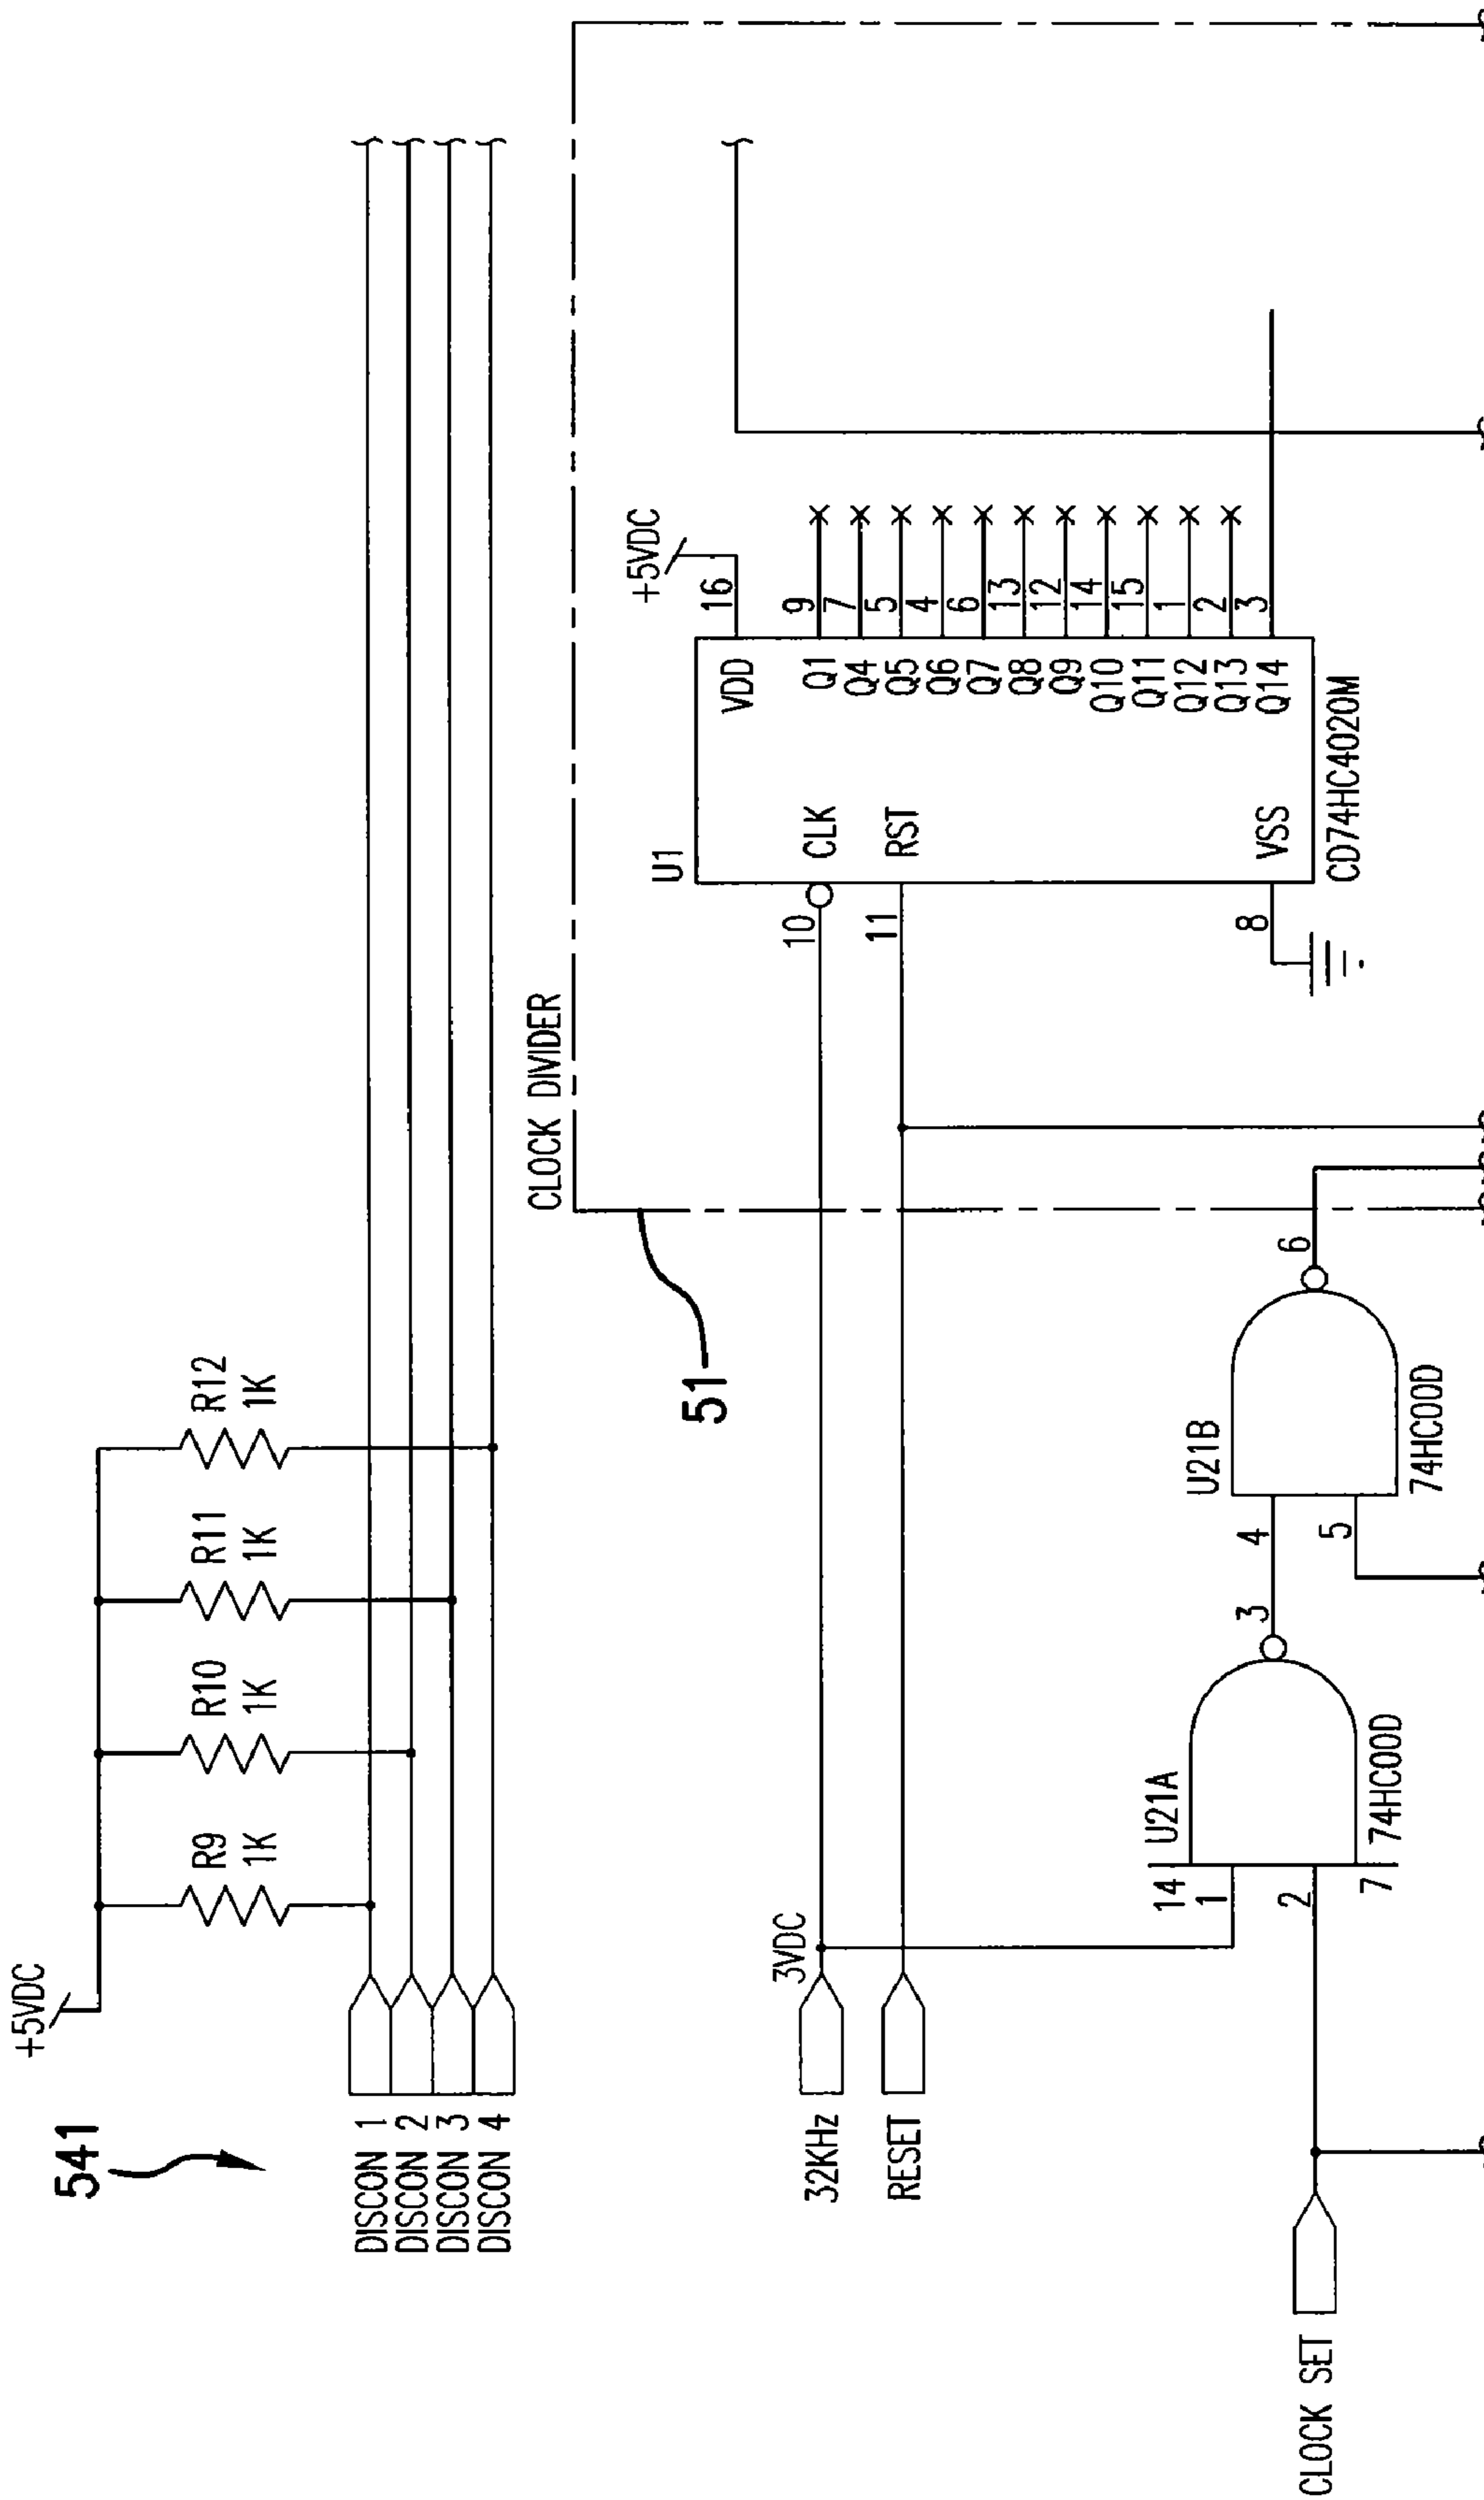 +5VDC
541
R9
1K
R10
1K
R11
1K
R12
1K
DISCON 1
DISCON 2
DISCON 3
DISCON 4
CLOCK DIVIDER
51
3VDC
32KHz
RESET
U1
+5VDC
16
VDD
10
CLK
11
RST
8
VSS
Q1 9
Q4 7
Q5 5
Q6 4
Q7 6
Q8 13
Q9 12
Q10 14
Q11 15
Q12 1
Q13 2
Q14 3
CD74HC4020M
CLOCK SET
U21A
14
1
2
7
3
74HC00D
U21B
4
5
6
74HC00D